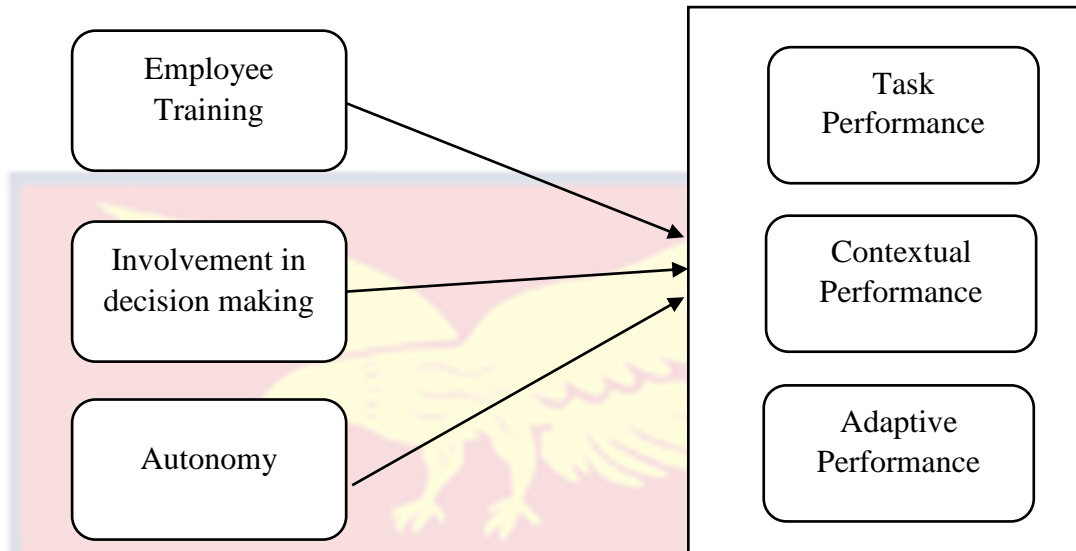 Employee
Training
Involvement in
decision making
Autonomy
Task
Performance
Contextual
Performance
Adaptive
Performance